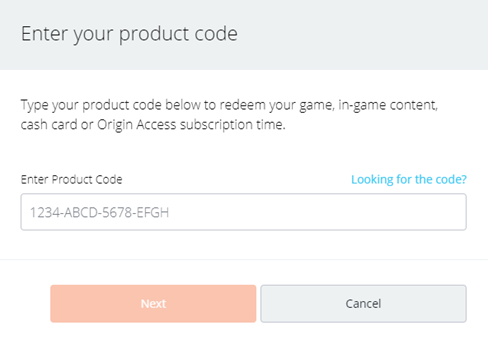 Enter your product code
Type your product code below to redeem your game, in-game content,
cash card or Origin Access subscription time.
Enter Product Code
Looking for the code?
1234-ABCD-5678-EFGH
Next
Cancel